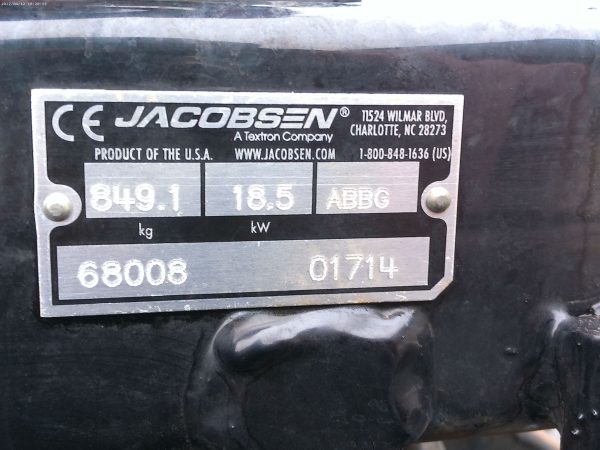 CE JACOBSEN® 11524 WILMAR BLVD,
A Textron Company CHARLOTTE, NC 28273
PRODUCT OF THE U.S.A. WWW.JACOBSEN.COM 1-800-848-1636 (US)
849.1 18.5 ABBG
kg kW
68008 01714